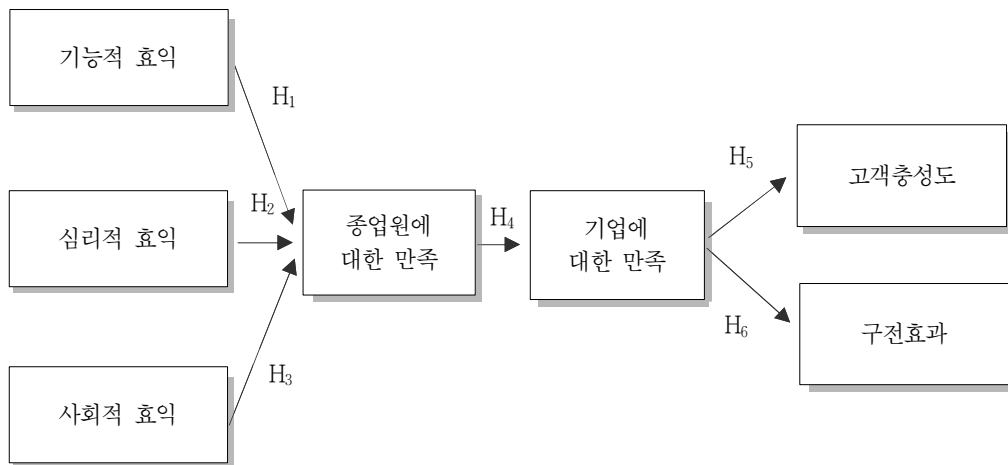 기능적 효익
H1
심리적 효익
H2
사회적 효익
H3
종업원에
대한 만족
H4
기업에
대한 만족
H5
고객충성도
H6
구전효과